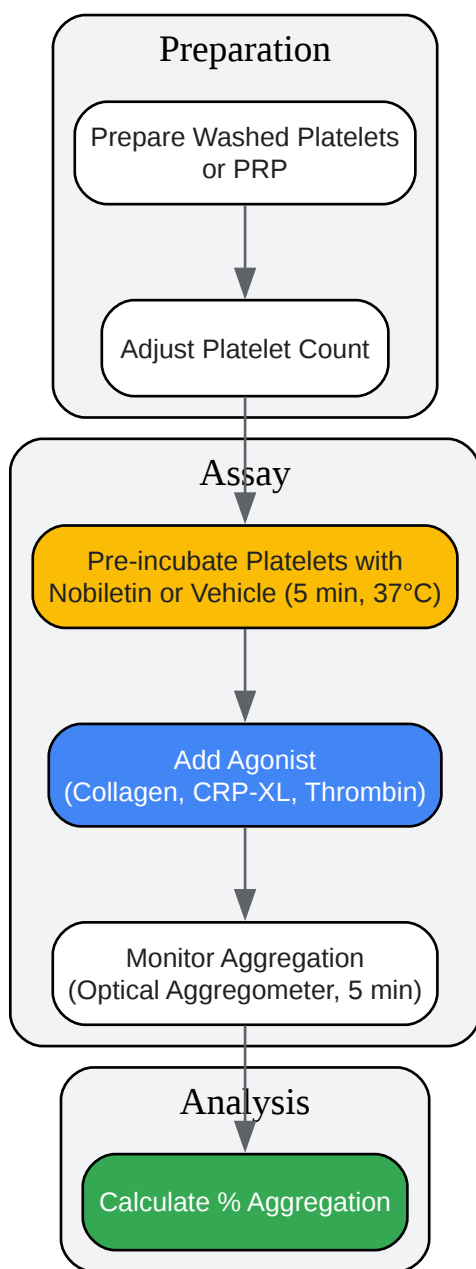 Preparation
Prepare Washed Platelets
or PRP
Adjust Platelet Count
Assay
Pre-incubate Platelets with
Nobiletin or Vehicle (5 min, 37°C)
Add Agonist
(Collagen, CRP-XL, Thrombin)
Monitor Aggregation
(Optical Aggregometer, 5 min)
Analysis
Calculate % Aggregation